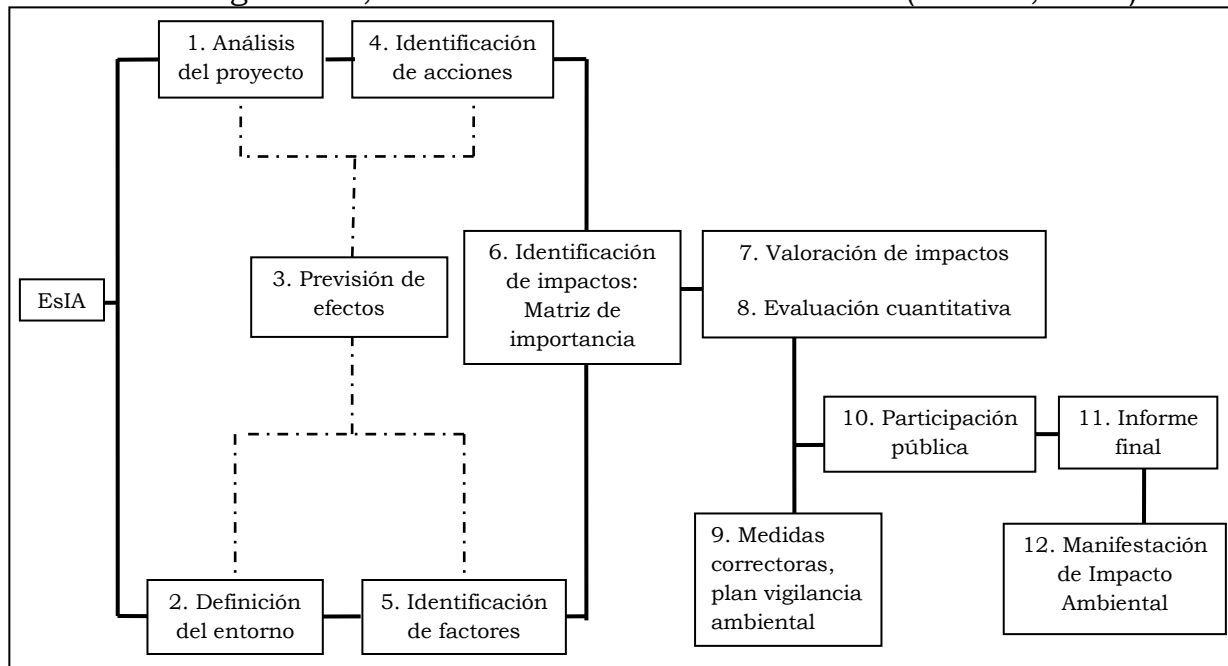 1. Análisis
del proyecto
4. Identificación
de acciones
EsIA
3. Previsión de
efectos
6. Identificación
de impactos:
Matriz de
importancia
7. Valoración de impactos
8. Evaluación cuantitativa
10. Participación
pública
11. Informe
final
9. Medidas
correctoras,
plan vigilancia
ambiental
12. Manifestación
de Impacto
Ambiental
2. Definición
del entorno
5. Identificación
de factores